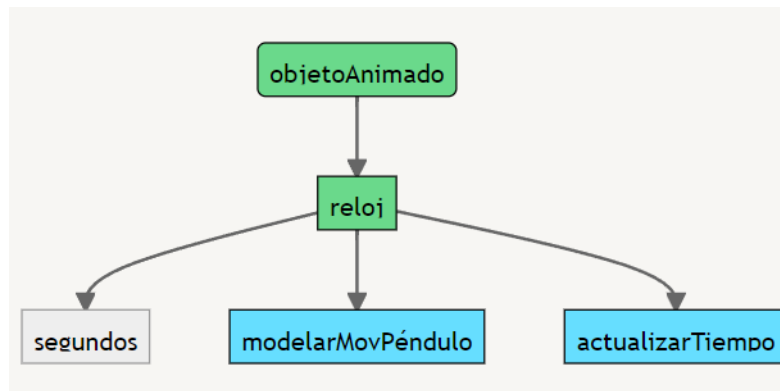 objetoAnimado
reloj
segundos
modelarMovPéndulo
actualizarTiempo